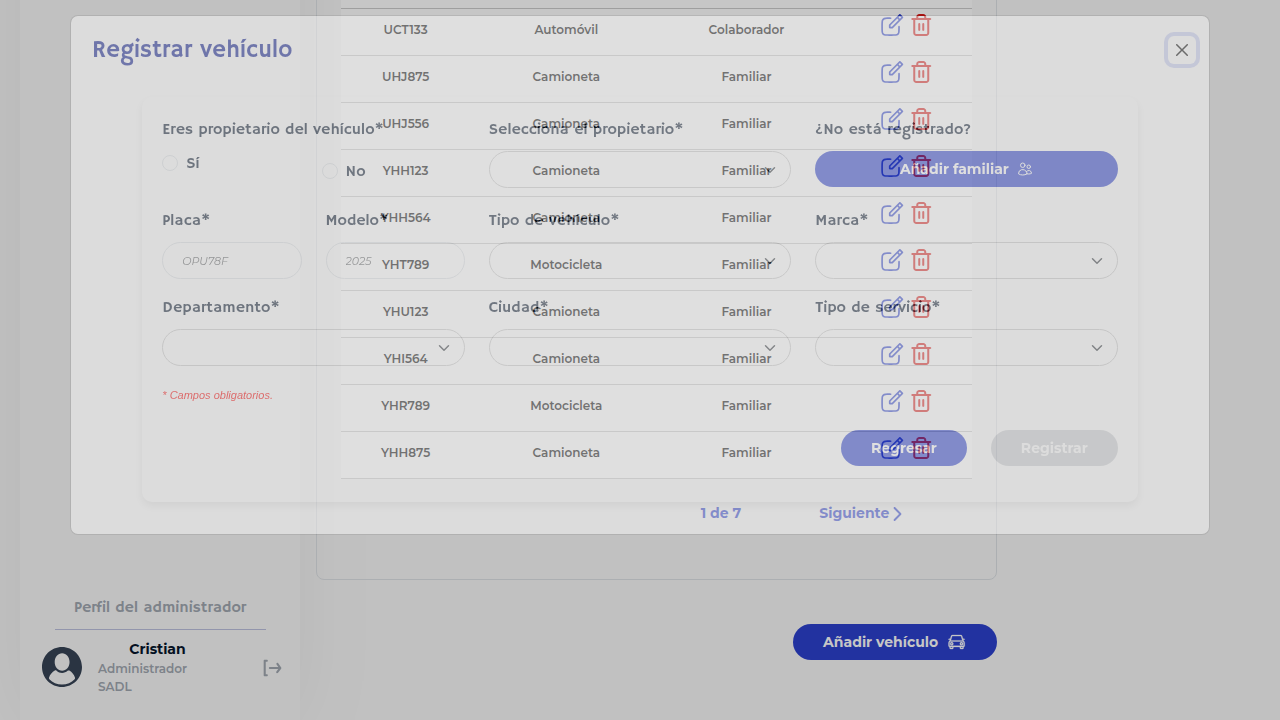 Registrar vehículo
Eres propietario del vehículo*
Selecciona el propietario*
¿No está registrado?
Sí
No
Añadir familiar
Placa*
Modelo*
Tipo de vehículo*
Marca*
OPU78F
2025
Departamento*
Ciudad*
Tipo de servicio*
* Campos obligatorios.
Regresar
Registrar
UCT133 Automóvil Colaborador
UHJ875 Camioneta Familiar
UHJ556 Camioneta Familiar
YHH123 Camioneta Familiar
YHH564 Camioneta Familiar
YHT789 Motocicleta Familiar
YHU123 Camioneta Familiar
YHI564 Camioneta Familiar
YHR789 Motocicleta Familiar
YHH875 Camioneta Familiar
1 de 7
Siguiente
Añadir vehículo
Perfil del administrador
Cristian
Administrador
SADL